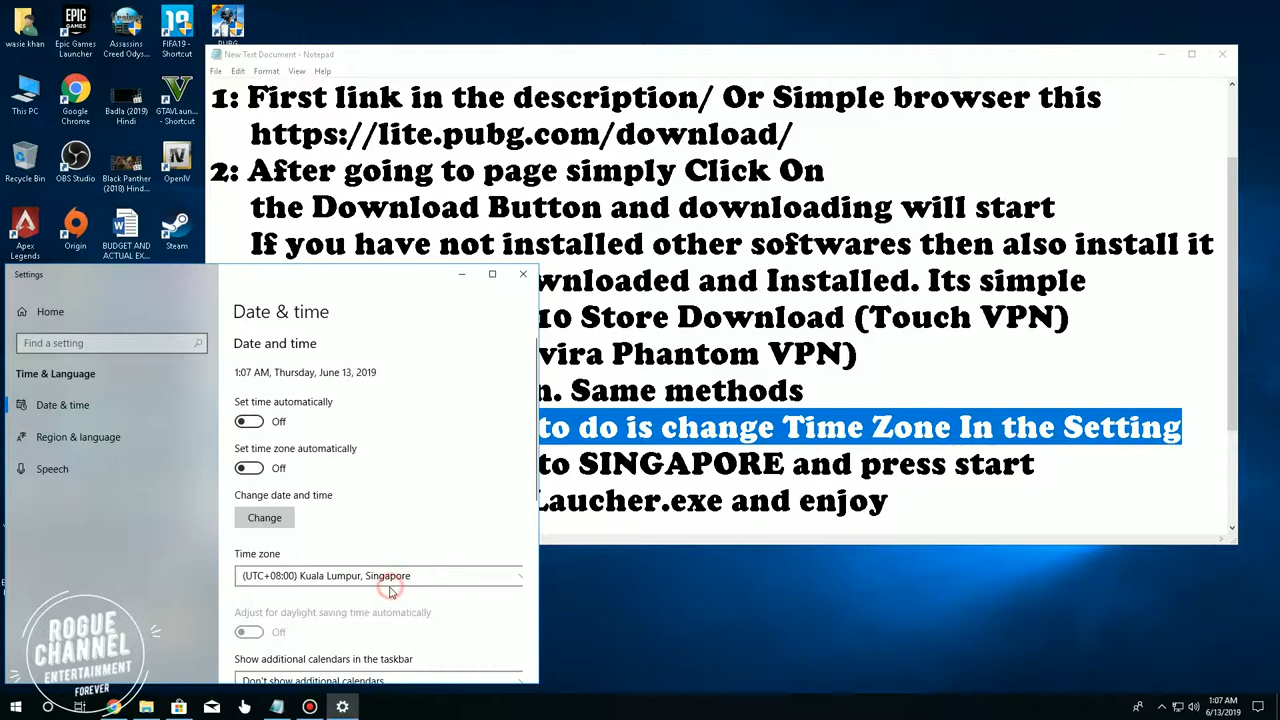 wasie khan
Epic Games Launcher
Assassins Creed Odys...
FIFA19 - Shortcut
PUBG
This PC
Google Chrome
Badla (2019) Hindi
GTAVLaun... - Shortcut
Recycle Bin
OBS Studio
Black Panther (2018) Hind...
OpenIV
Apex Legends
Origin
BUDGET AND ACTUAL EX...
Steam
New Text Document - Notepad
File Edit Format View Help
1: First link in the description/ Or Simple browser this
https://lite.pubg.com/download/
2: After going to page simply Click On
the Download Button and downloading will start
If you have not installed other softwares then also install it
wnloaded and Installed. Its simple
10 Store Download (Touch VPN)
vira Phantom VPN)
n. Same methods
to do is change Time Zone In the Setting
to SINGAPORE and press start
Laucher.exe and enjoy
Settings
Home
Find a setting
Time & Language
Date & time
Region & language
Speech
Date & time
Date and time
1:07 AM, Thursday, June 13, 2019
Set time automatically
Off
Set time zone automatically
Off
Change date and time
Change
Time zone
(UTC+08:00) Kuala Lumpur, Singapore
Adjust for daylight saving time automatically
Off
Show additional calendars in the taskbar
Don't show additional calendars
ROGUE
CHANNEL
ENTERTAINMENT
FOREVER
1:07 AM
6/13/2019